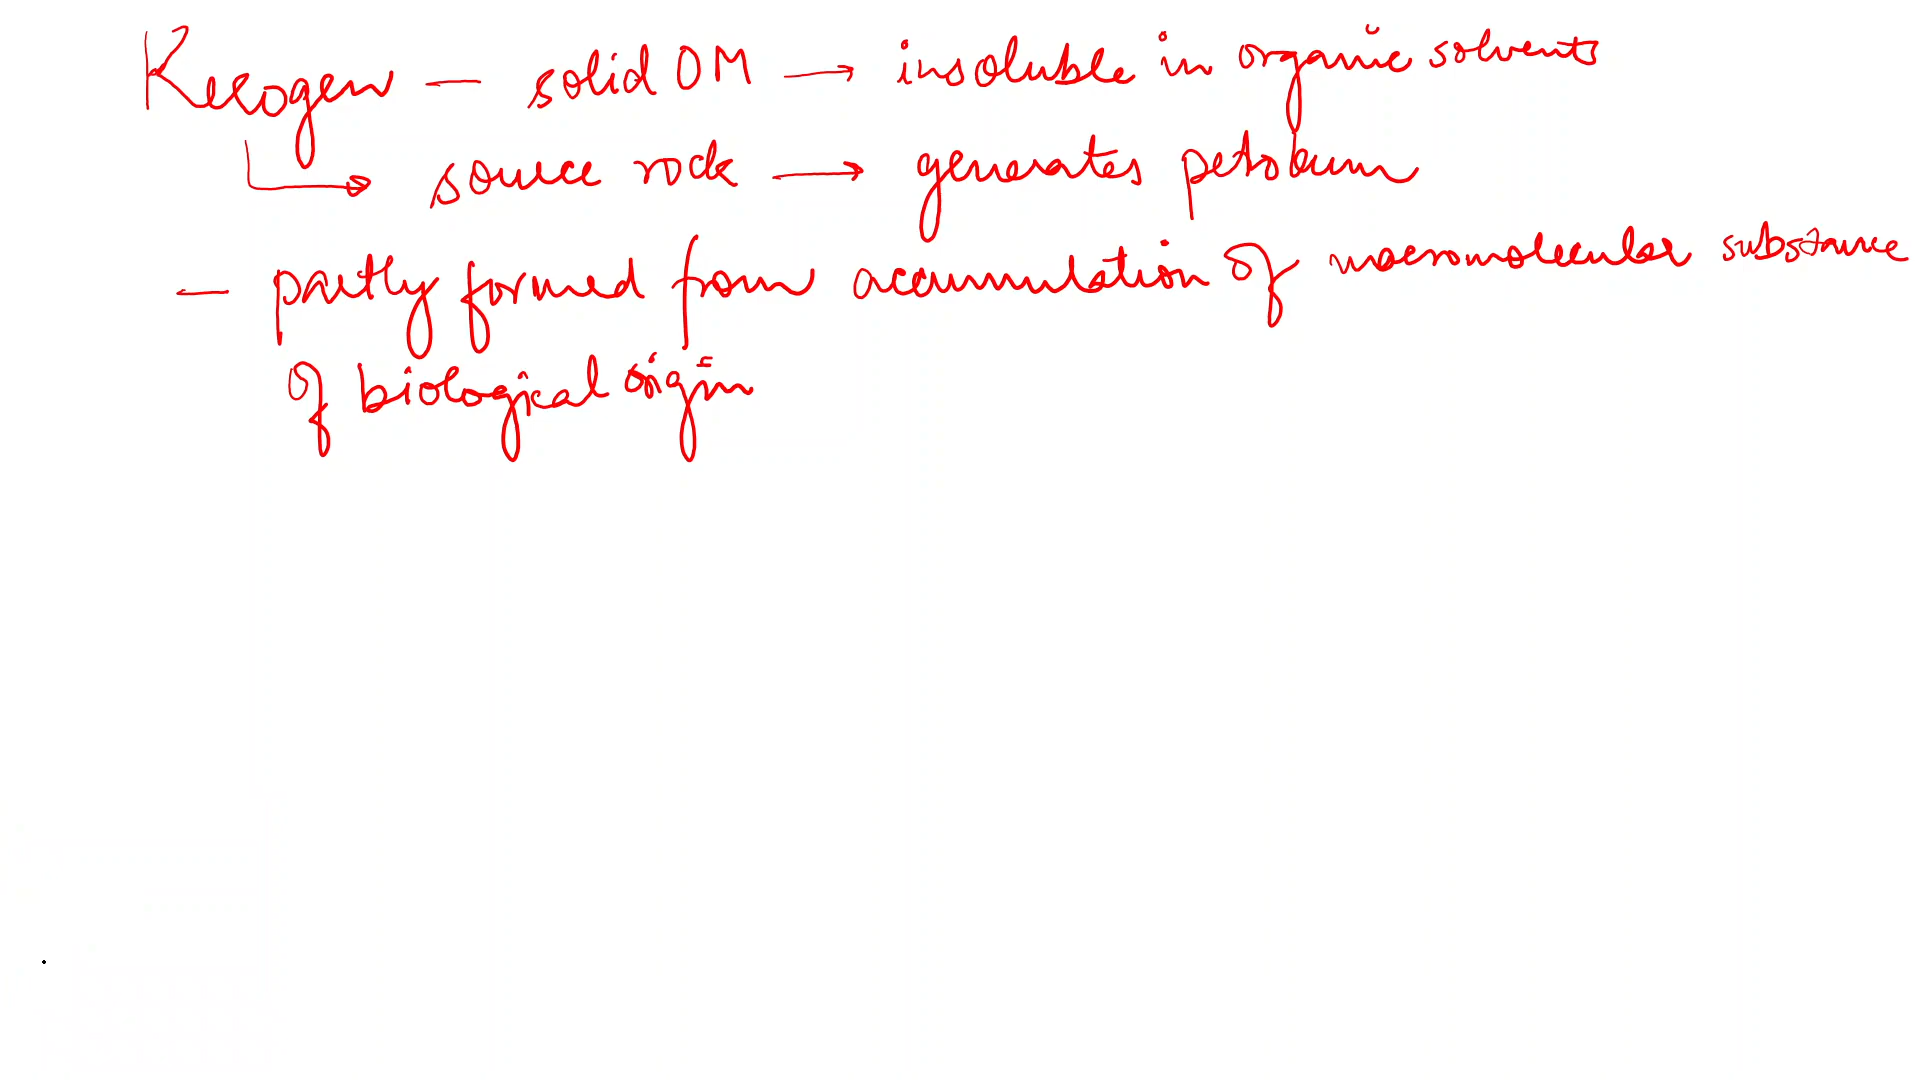 Kerogen — solid OM → insoluble in organic solvents
↳ source rock → generates petroleum
— partly formed from accumulation of macromolecular substance
of biological origin